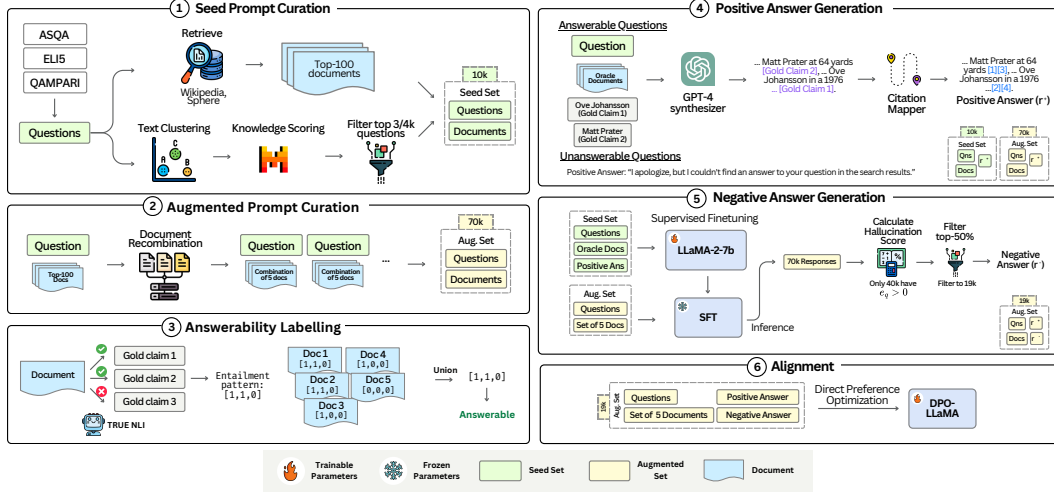 1 Seed Prompt Curation
ASQA
ELI5
QAMPARI
Questions
Retrieve
Wikipedia,
Sphere
Top-100
documents
Text Clustering
A
B
C
Knowledge Scoring
Filter top 3/4k
questions
10k
Seed Set
Questions
Documents
2 Augmented Prompt Curation
Question
Top-100
Docs
Document
Recombination
Question
Combination
of 5 docs
Question
Combination
of 5 docs
...
70k
Aug. Set
Questions
Documents
3 Answerability Labelling
Document
Gold claim 1
Gold claim 2
Gold claim 3
TRUE NLI
Entailment
pattern:
[1,1,0]
Doc 1
[1,1,0]
Doc 4
[1,0,0]
Doc 2
[1,1,0]
Doc 5
[0,0,0]
Doc 3
[1,0,0]
Union
[1,1,0]
Answerable
4 Positive Answer Generation
Answerable Questions
Question
Oracle
Documents
Ove Johansson
(Gold Claim 1)
Matt Prater
(Gold Claim 2)
GPT-4
synthesizer
... Matt Prater at 64 yards
[Gold Claim 2], ... Ove
Johansson in a 1976
... [Gold Claim 1].
Citation
Mapper
... Matt Prater at 64
yards [1][3], ... Ove
Johansson in a 1976
...[2][4].
Positive Answer (r⁺)
10k
Seed Set
Qns
r⁺
Docs
70k
Aug. Set
Qns
r⁺
Docs
Unanswerable Questions
Positive Answer: "I apologize, but I couldn't find an answer to your question in the search results."
5 Negative Answer Generation
Seed Set
Questions
Oracle Docs
Positive Ans
Aug. Set
Questions
Set of 5 Docs
Supervised Finetuning
LLaMA-2-7b
SFT
Inference
70k Responses
Calculate
Hallucination
Score
Only 40k have
e_q > 0
Filter
top-50%
Filter to 19k
Negative
Answer (r⁻)
19k
Aug. Set
Qns
r⁺
Docs
r⁻
6 Alignment
19k
Aug. Set
Questions
Positive Answer
Set of 5 Documents
Negative Answer
Direct Preference
Optimization
DPO-
LLaMA
Trainable
Parameters
Frozen
Parameters
Seed Set
Augmented
Set
Document